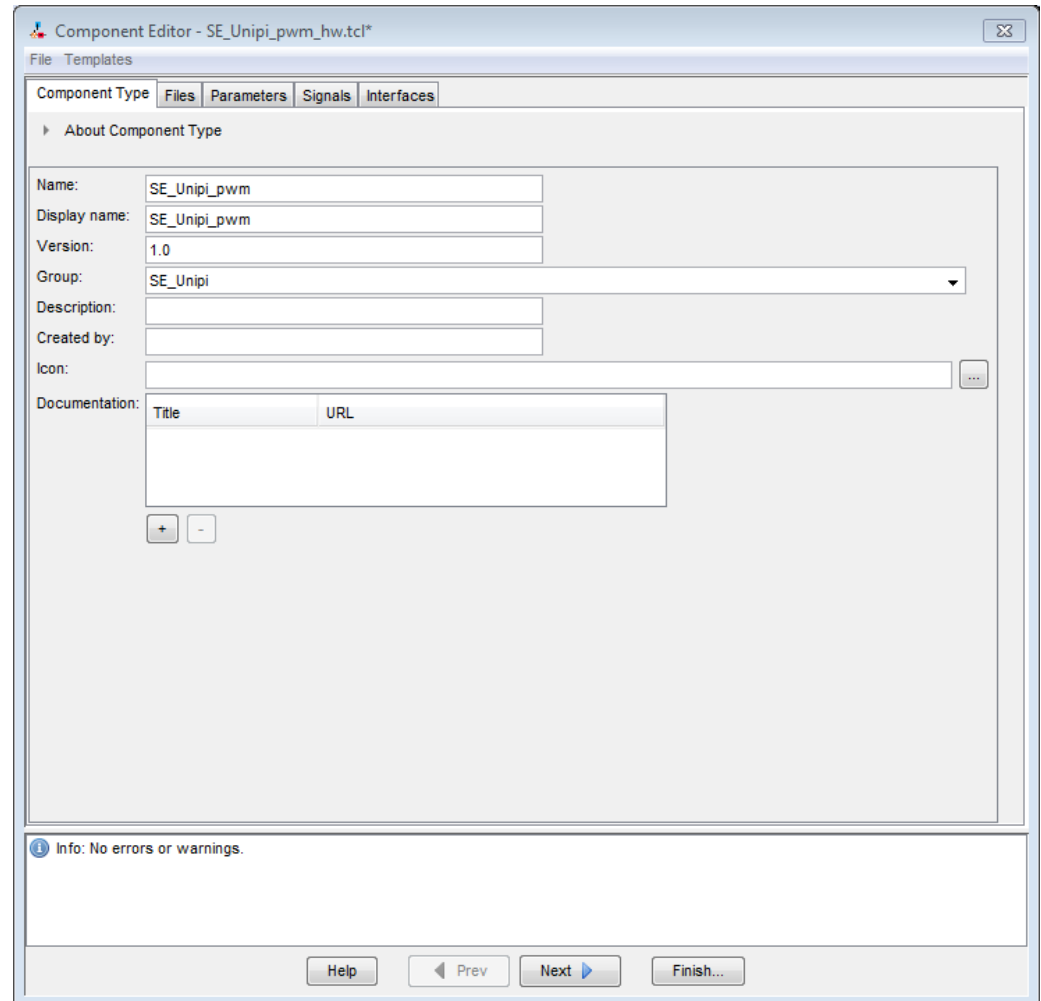 Component Editor - SE_Unipi_pwm_hw.tcl*
File Templates
Component Type Files Parameters Signals Interfaces
About Component Type
Name: SE_Unipi_pwm
Display name: SE_Unipi_pwm
Version: 1.0
Group: SE_Unipi
Description:
Created by:
Icon: ...
Documentation: Title URL
+ -
Info: No errors or warnings.
Help Prev Next Finish...